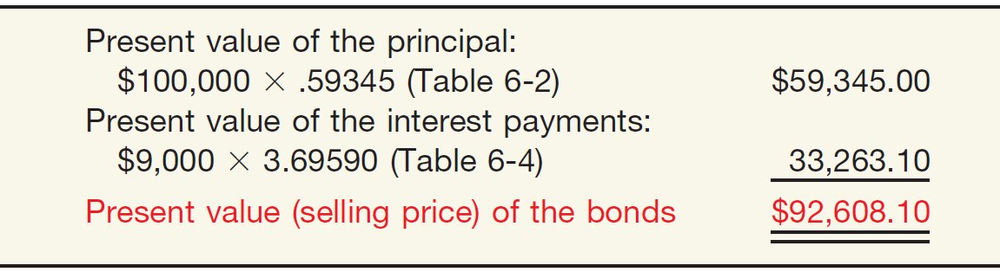 Present value of the principal:
$100,000 × .59345 (Table 6-2) $59,345.00
Present value of the interest payments:
$9,000 × 3.69590 (Table 6-4) 33,263.10
Present value (selling price) of the bonds $92,608.10